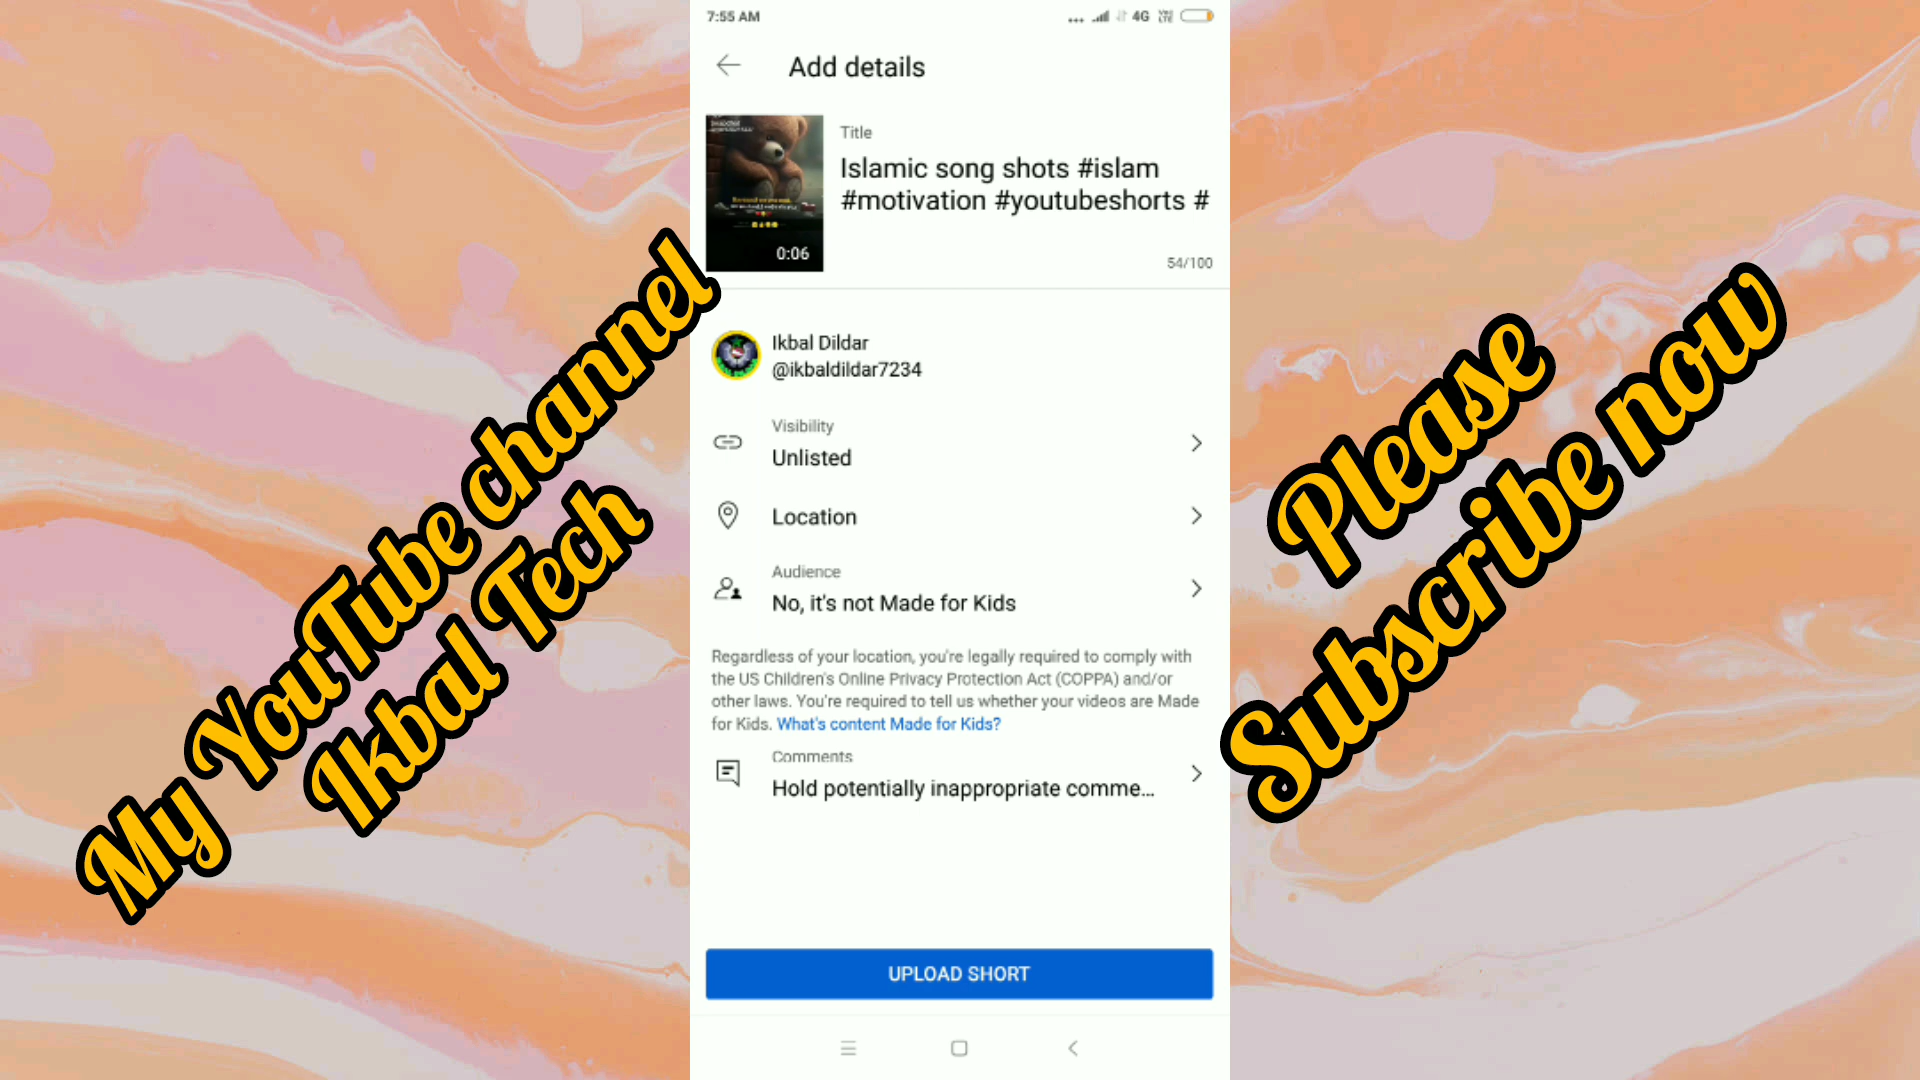 7:55 AM
4G
Add details
Title
Islamic song shots #islam
#motivation #youtubeshorts #
0:06
54/100
Ikbal Dildar
@ikbaldildar7234
Visibility
Unlisted
Location
Audience
No, it's not Made for Kids
Regardless of your location, you're legally required to comply with
the US Children's Online Privacy Protection Act (COPPA) and/or
other laws. You're required to tell us whether your videos are Made
for Kids. What's content Made for Kids?
Comments
Hold potentially inappropriate comme...
UPLOAD SHORT
My YouTube channel
Ikbal Tech
Please
Subscribe now